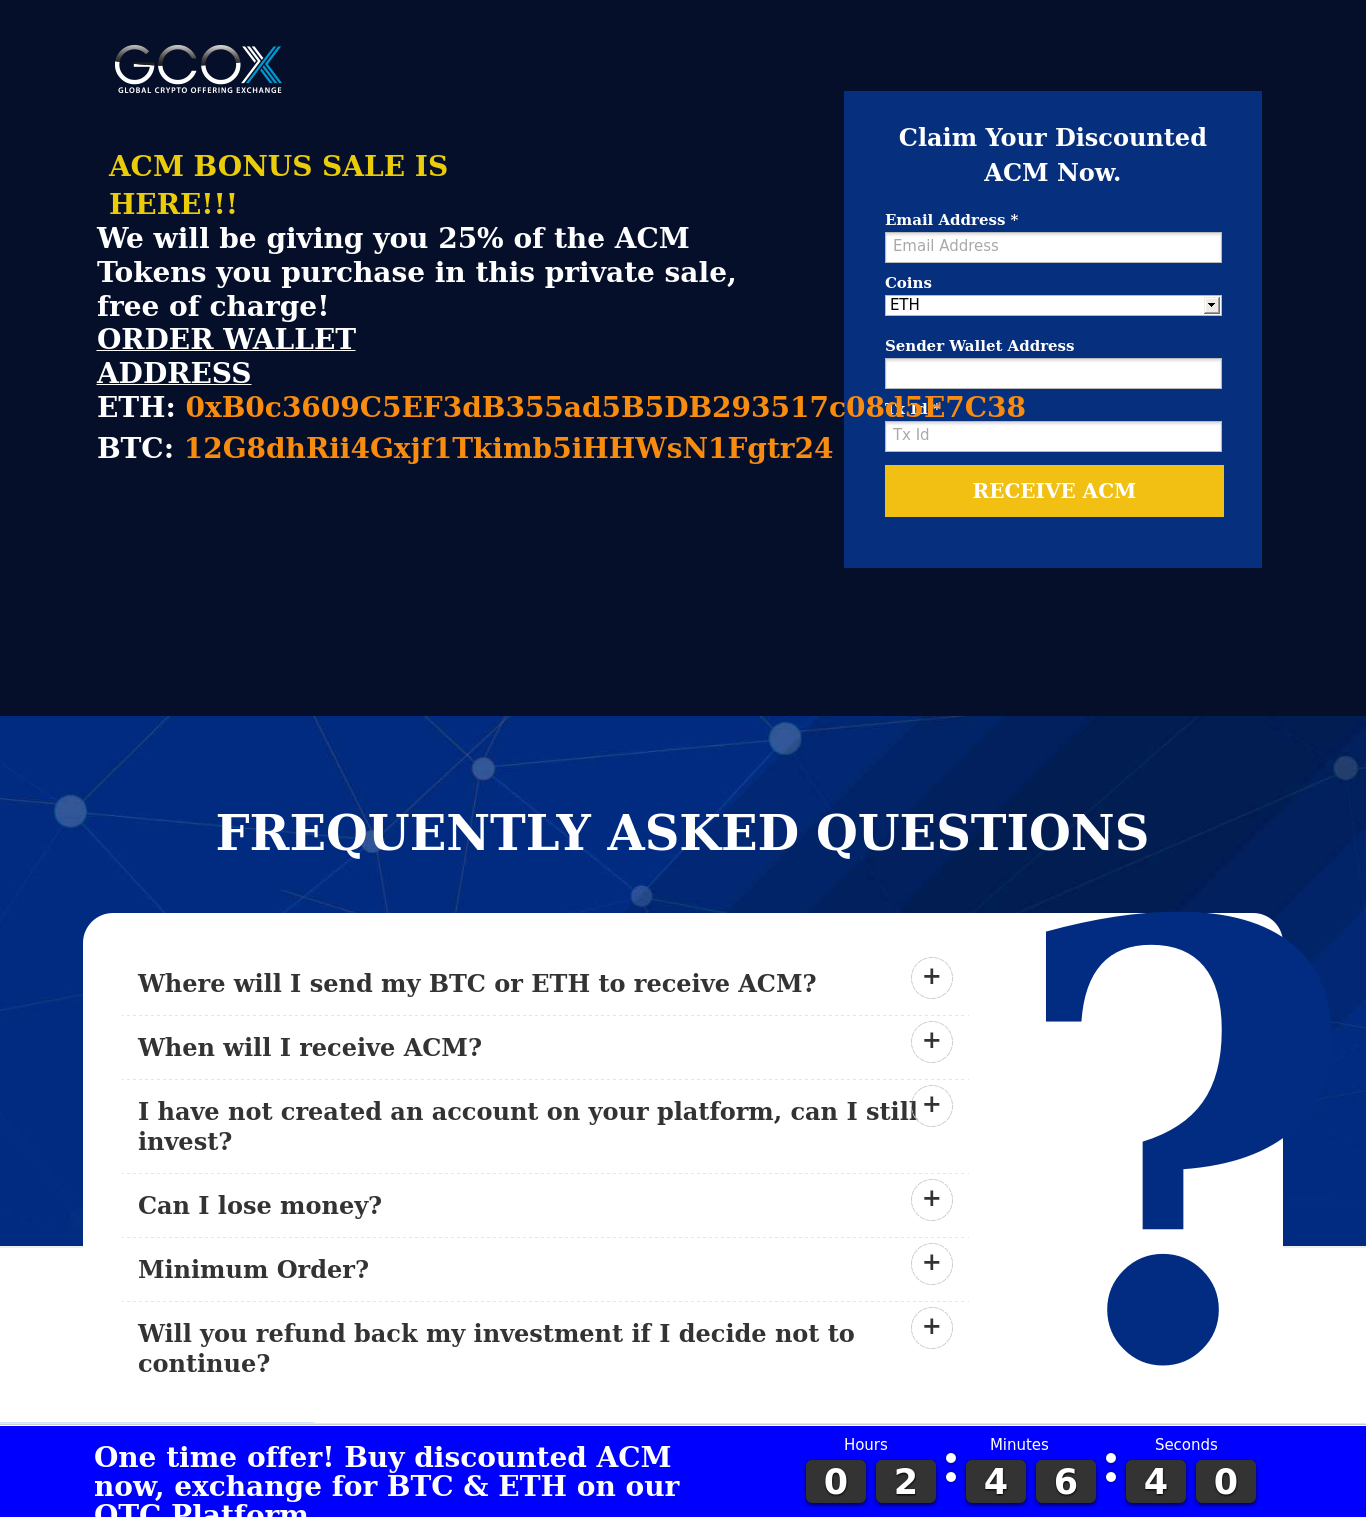 GCOX
GLOBAL CRYPTO OFFERING EXCHANGE
ACM BONUS SALE IS
HERE!!!
We will be giving you 25% of the ACM
Tokens you purchase in this private sale,
free of charge!
ORDER WALLET
ADDRESS
ETH: 0xB0c3609C5EF3dB355ad5B5DB293517c08d5E7C38
BTC: 12G8dhRii4Gxjf1Tkimb5iHHWsN1Fgtr24
Claim Your Discounted
ACM Now.
Email Address *
Email Address
Coins
ETH
Sender Wallet Address
Tx Id *
Tx Id
RECEIVE ACM
FREQUENTLY ASKED QUESTIONS
Where will I send my BTC or ETH to receive ACM?
+
When will I receive ACM?
+
I have not created an account on your platform, can I still
+
invest?
Can I lose money?
+
Minimum Order?
+
Will you refund back my investment if I decide not to
+
continue?
?
One time offer! Buy discounted ACM
now, exchange for BTC & ETH on our
OTC Platform
Hours Minutes Seconds
0 2 : 4 6 : 4 0